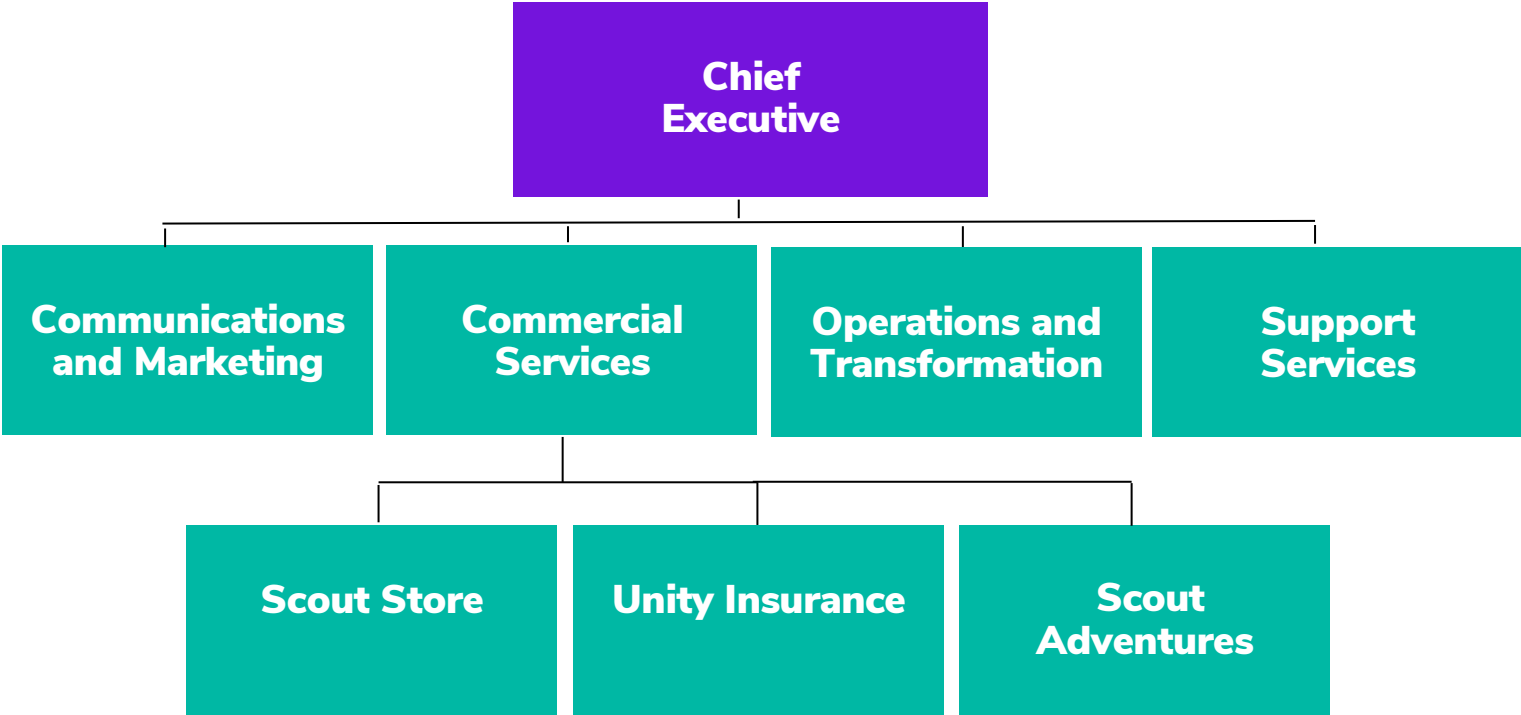 Chief
Executive
Communications
and Marketing
Commercial
Services
Operations and
Transformation
Support
Services
Scout Store
Unity Insurance
Scout
Adventures